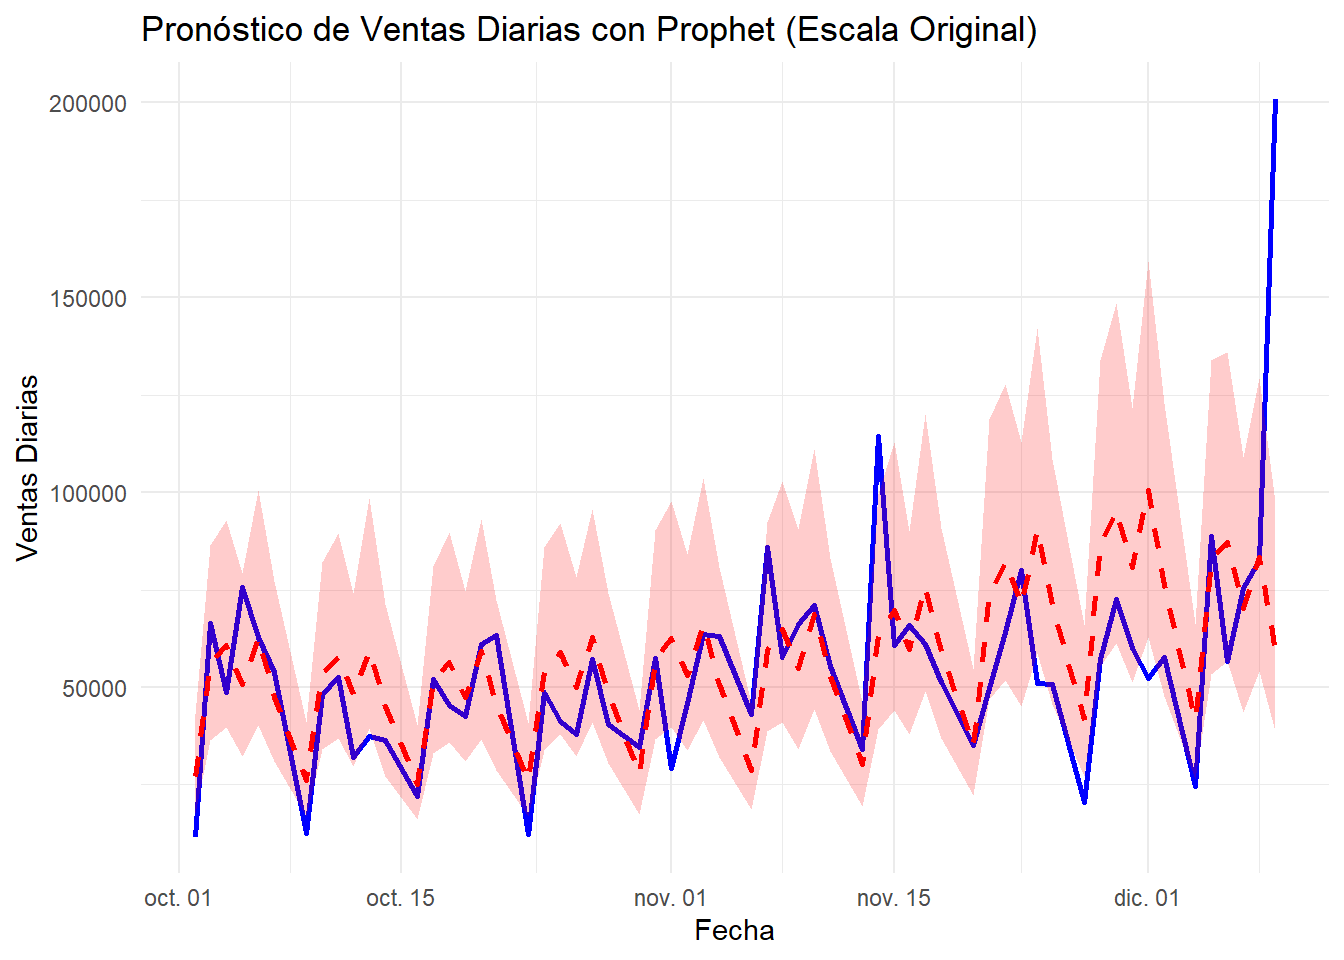 Pronóstico de Ventas Diarias con Prophet (Escala Original)
200000
150000
100000
50000
Ventas Diarias
oct. 01
oct. 15
nov. 01
nov. 15
dic. 01
Fecha